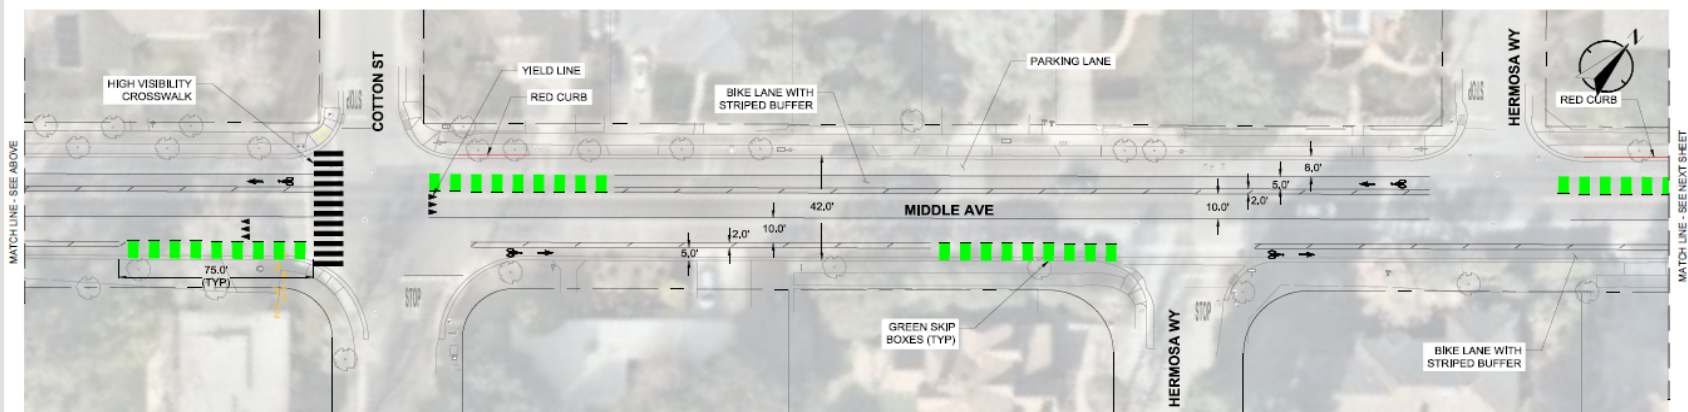 HIGH VISIBILITY
CROSSWALK
STOP
COTTON ST
YIELD LINE
RED CURB
BIKE LANE WITH
STRIPED BUFFER
PARKING LANE
STOP
HERMOSA WY
Z
RED CURB
MATCH LINE - SEE ABOVE
MATCH LINE - SEE NEXT SHEET
42.0'
10.0'
2.0'
5.0'
MIDDLE AVE
10.0'
2.0'
5.0'
8.0'
75.0'
(TYP)
STOP
GREEN SKIP
BOXES (TYP)
HERMOSA WY
STOP
BIKE LANE WITH
STRIPED BUFFER